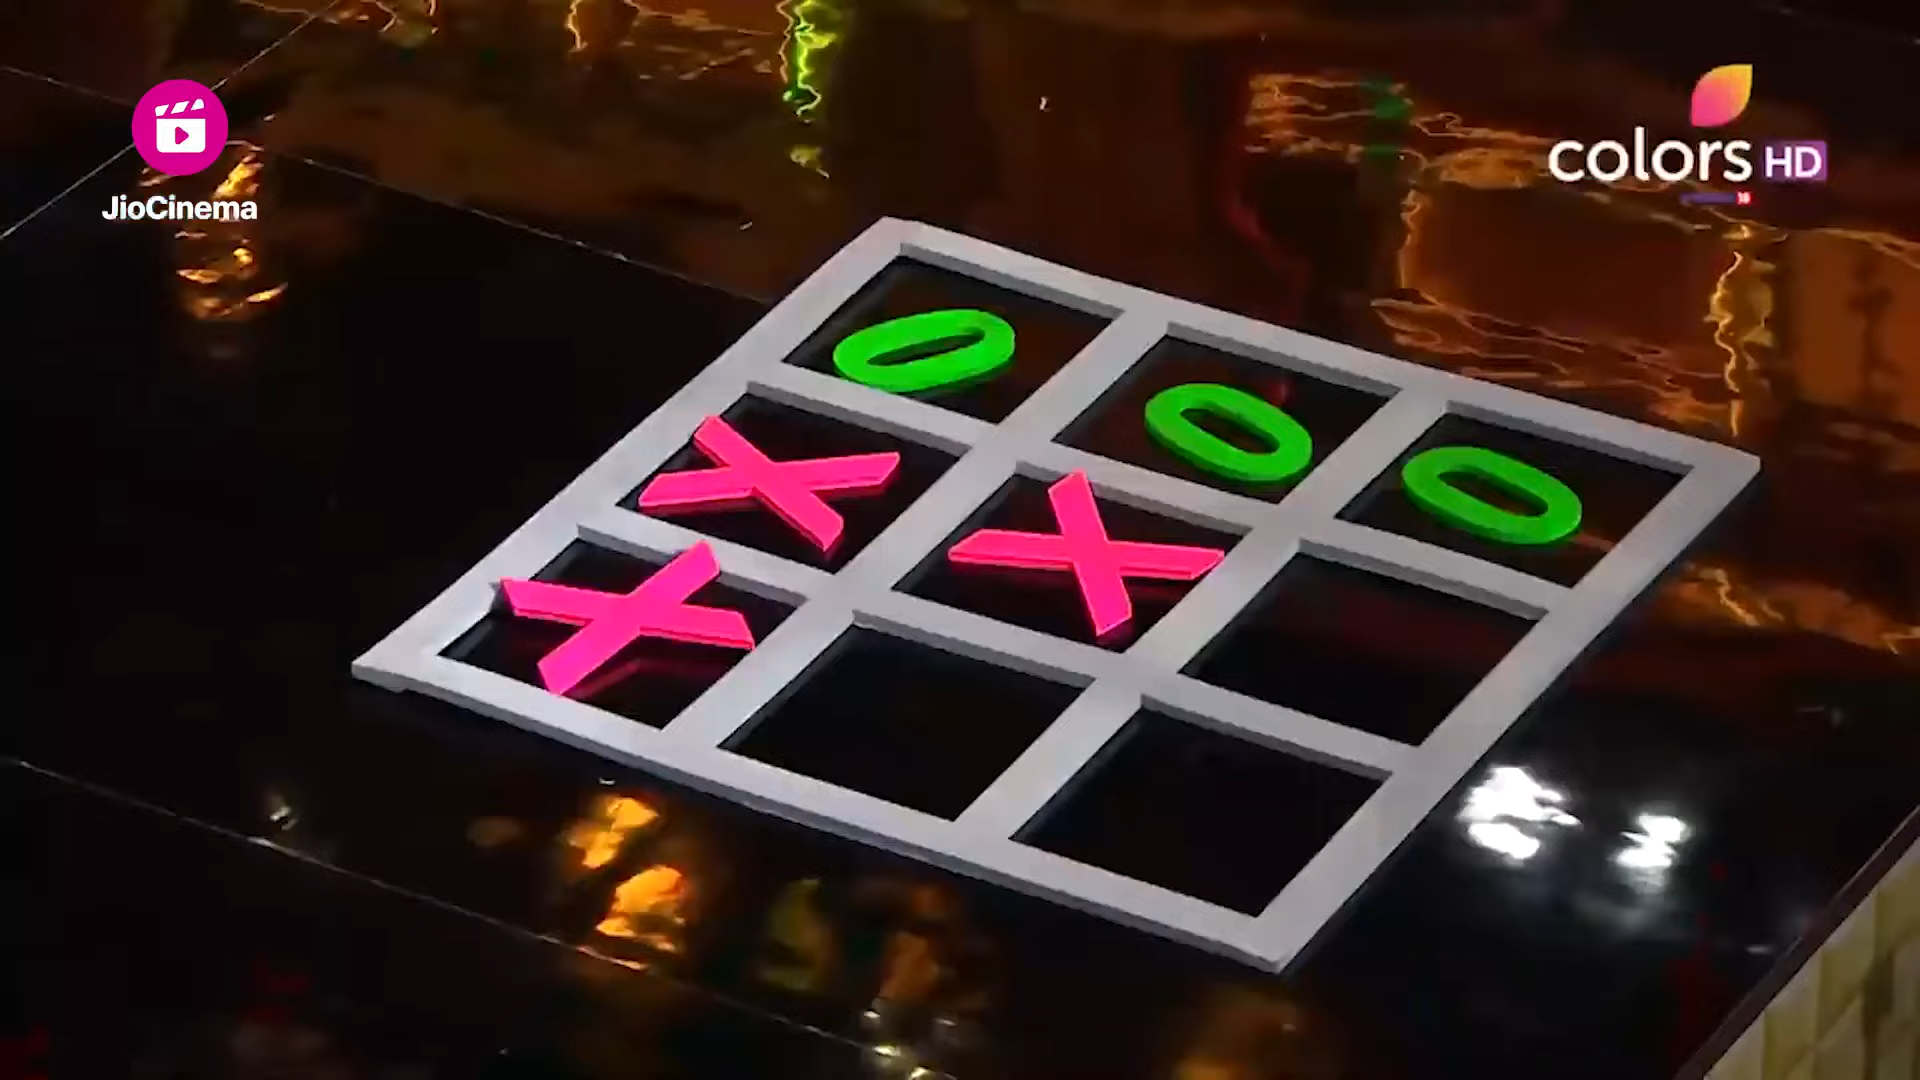 JioCinema
colors HD
O O O
X X
X